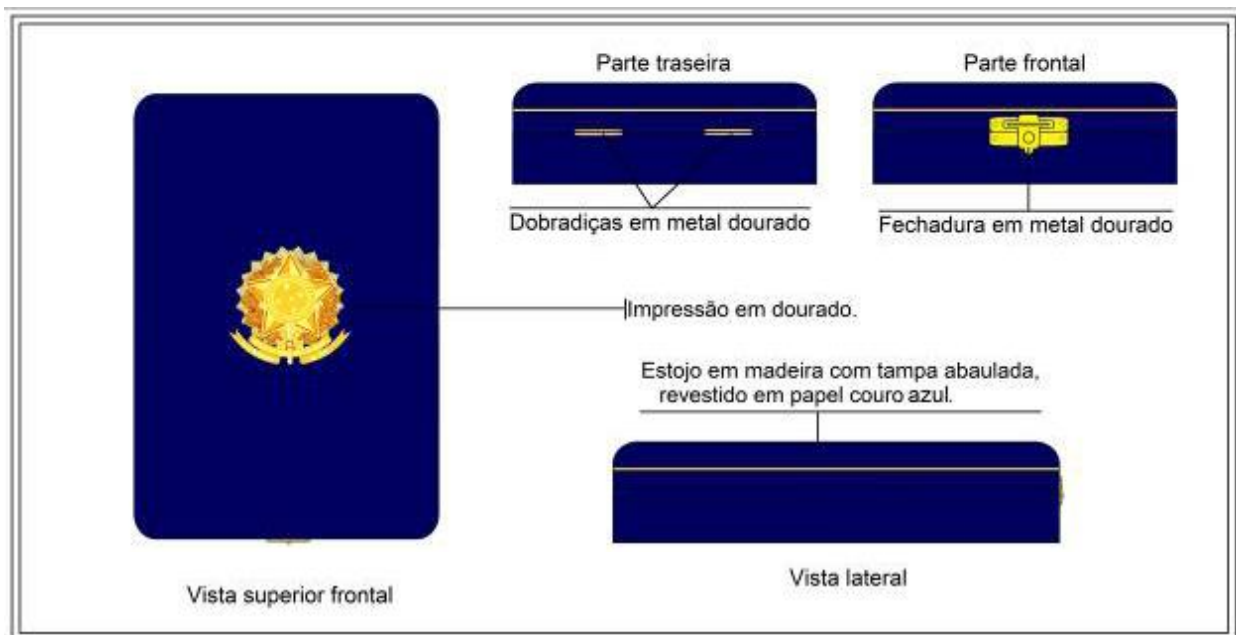 Parte traseira
Parte frontal
Dobradiças em metal dourado
Fechadura em metal dourado
Impressão em dourado.
Estojo em madeira com tampa abaulada,
revestido em papel couro azul.
Vista lateral
Vista superior frontal